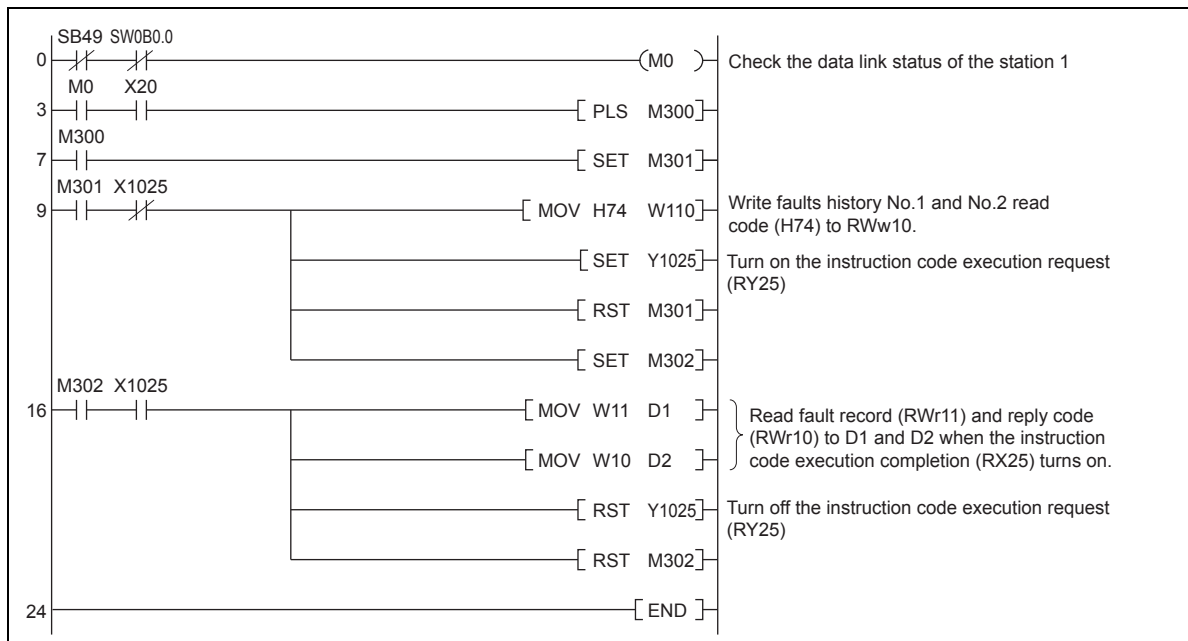 SB49 SW0B0.0
0 (M0 ) Check the data link status of the station 1
M0 X20
3 [ PLS M300]
M300
7 [ SET M301]
M301 X1025
9 [ MOV H74 W110] Write faults history No.1 and No.2 read
code (H74) to RWw10.
[ SET Y1025] Turn on the instruction code execution request
(RY25)
[ RST M301]
[ SET M302]
M302 X1025
16 [ MOV W11 D1 ] Read fault record (RWr11) and reply code
(RWr10) to D1 and D2 when the instruction
[ MOV W10 D2 ] code execution completion (RX25) turns on.
[ RST Y1025] Turn off the instruction code execution request
(RY25)
[ RST M302]
24 [ END ]